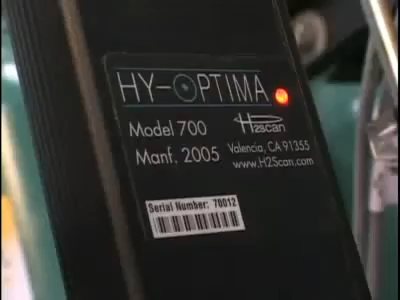 HY-OPTIMA
Model 700 H2scan
Manf. 2005 Valencia, CA 91355
www.H2Scan.com
Serial Number: 70012